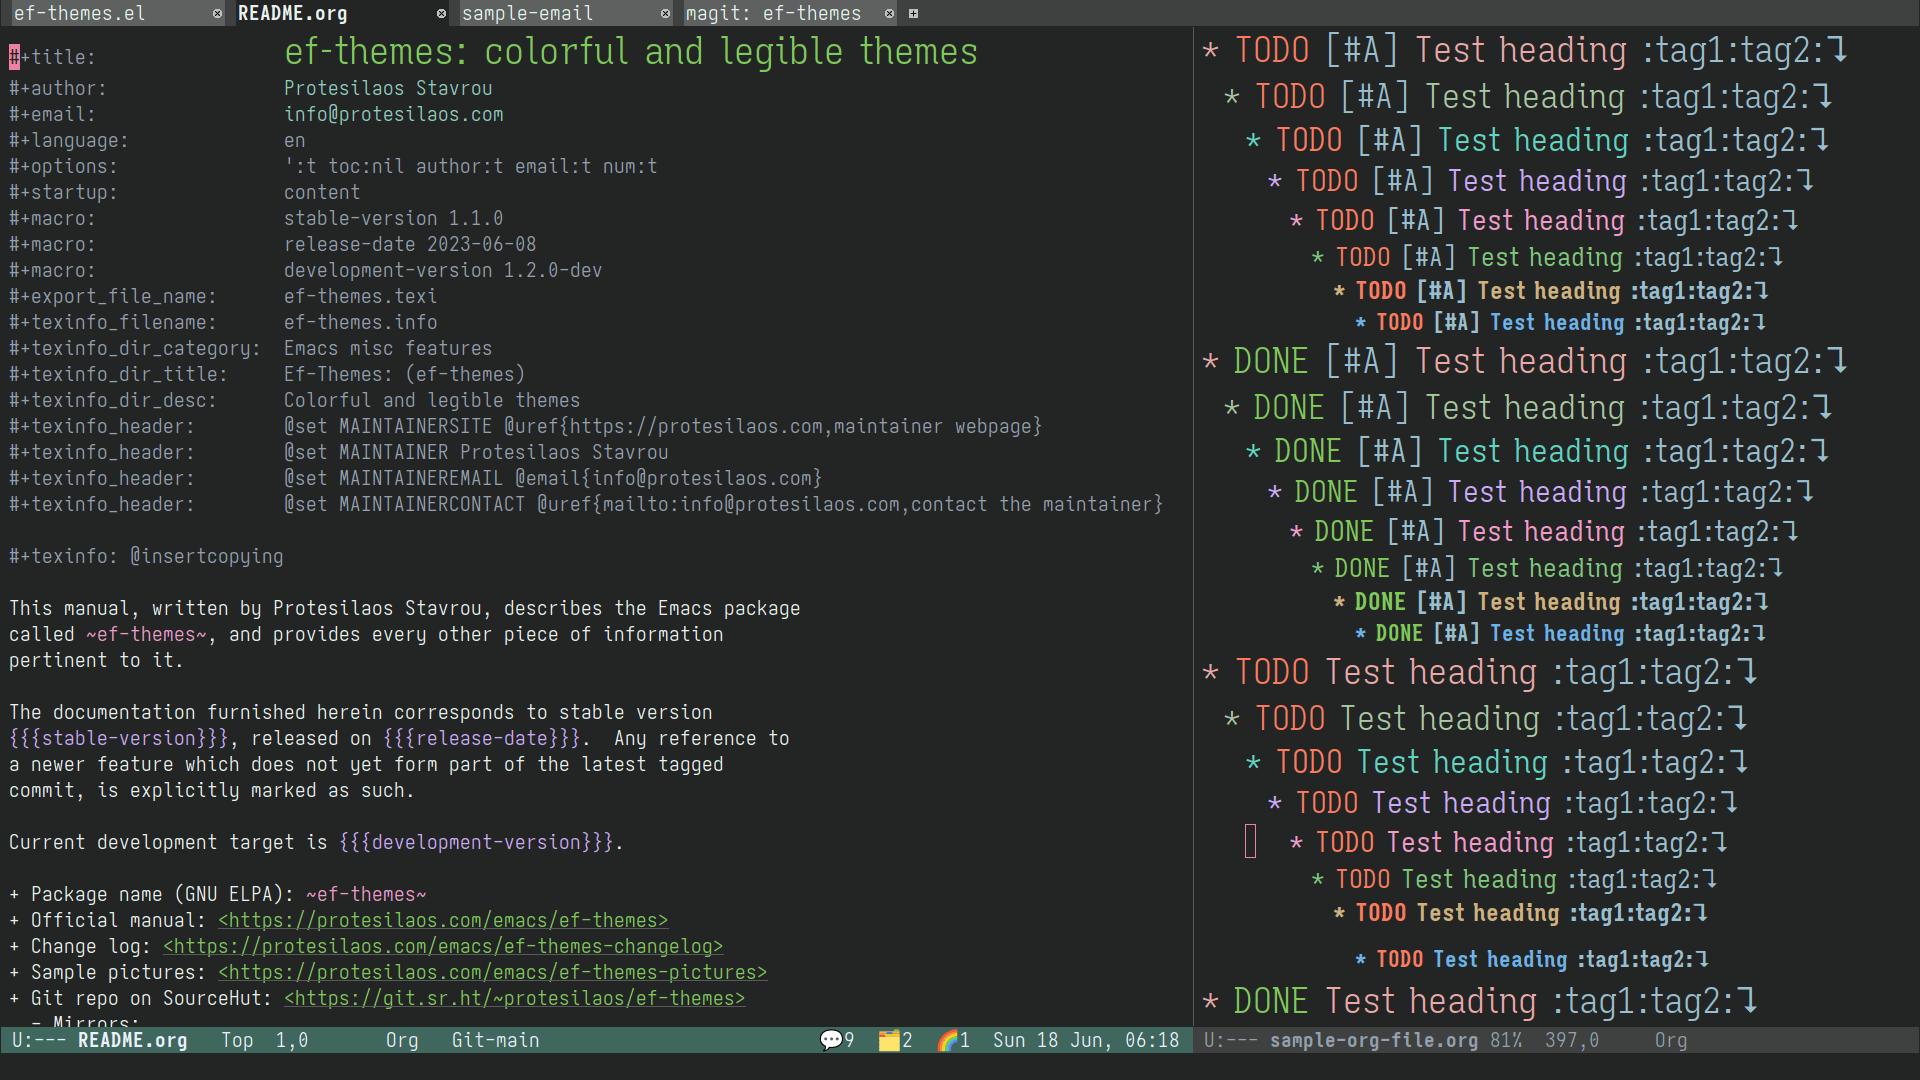 ef-themes.el
README.org
sample-email
magit: ef-themes
#+title: ef-themes: colorful and legible themes
#+author: Protesilaos Stavrou
#+email: info@protesilaos.com
#+language: en
#+options: ':t toc:nil author:t email:t num:t
#+startup: content
#+macro: stable-version 1.1.0
#+macro: release-date 2023-06-08
#+macro: development-version 1.2.0-dev
#+export_file_name: ef-themes.texi
#+texinfo_filename: ef-themes.info
#+texinfo_dir_category: Emacs misc features
#+texinfo_dir_title: Ef-Themes: (ef-themes)
#+texinfo_dir_desc: Colorful and legible themes
#+texinfo_header: @set MAINTAINERSITE @uref{https://protesilaos.com,maintainer webpage}
#+texinfo_header: @set MAINTAINER Protesilaos Stavrou
#+texinfo_header: @set MAINTAINEREMAIL @email{info@protesilaos.com}
#+texinfo_header: @set MAINTAINERCONTACT @uref{mailto:info@protesilaos.com,contact the maintainer}
#+texinfo: @insertcopying
This manual, written by Protesilaos Stavrou, describes the Emacs package
called ~ef-themes~, and provides every other piece of information
pertinent to it.
The documentation furnished herein corresponds to stable version
{{{stable-version}}}, released on {{{release-date}}}.  Any reference to
a newer feature which does not yet form part of the latest tagged
commit, is explicitly marked as such.
Current development target is {{{development-version}}}.
+ Package name (GNU ELPA): ~ef-themes~
+ Official manual: <https://protesilaos.com/emacs/ef-themes>
+ Change log: <https://protesilaos.com/emacs/ef-themes-changelog>
+ Sample pictures: <https://protesilaos.com/emacs/ef-themes-pictures>
+ Git repo on SourceHut: <https://git.sr.ht/~protesilaos/ef-themes>
- Mirrors:
U:--- README.org Top 1,0 Org Git-main 💬9 🗂️2 🌈1 Sun 18 Jun, 06:18
* TODO [#A] Test heading :tag1:tag2:⤵
* TODO [#A] Test heading :tag1:tag2:⤵
* TODO [#A] Test heading :tag1:tag2:⤵
* TODO [#A] Test heading :tag1:tag2:⤵
* TODO [#A] Test heading :tag1:tag2:⤵
* TODO [#A] Test heading :tag1:tag2:⤵
* TODO [#A] Test heading :tag1:tag2:⤵
* TODO [#A] Test heading :tag1:tag2:⤵
* DONE [#A] Test heading :tag1:tag2:⤵
* DONE [#A] Test heading :tag1:tag2:⤵
* DONE [#A] Test heading :tag1:tag2:⤵
* DONE [#A] Test heading :tag1:tag2:⤵
* DONE [#A] Test heading :tag1:tag2:⤵
* DONE [#A] Test heading :tag1:tag2:⤵
* DONE [#A] Test heading :tag1:tag2:⤵
* DONE [#A] Test heading :tag1:tag2:⤵
* TODO Test heading :tag1:tag2:⤵
* TODO Test heading :tag1:tag2:⤵
* TODO Test heading :tag1:tag2:⤵
* TODO Test heading :tag1:tag2:⤵
* TODO Test heading :tag1:tag2:⤵
* TODO Test heading :tag1:tag2:⤵
* TODO Test heading :tag1:tag2:⤵
* TODO Test heading :tag1:tag2:⤵
* DONE Test heading :tag1:tag2:⤵
U:--- sample-org-file.org 81% 397,0 Org